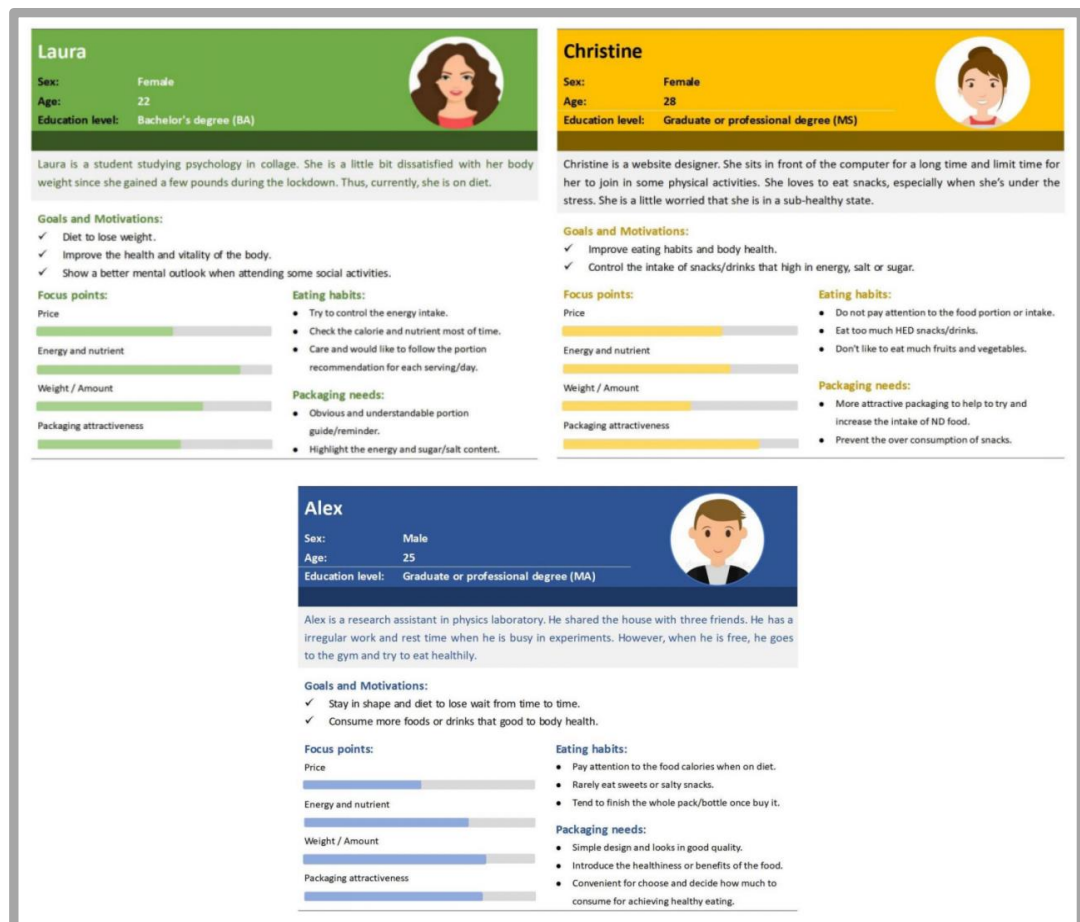 Laura
Sex: Female
Age: 22
Education level: Bachelor's degree (BA)
Laura is a student studying psychology in collage. She is a little bit dissatisfied with her body
weight since she gained a few pounds during the lockdown. Thus, currently, she is on diet.
Goals and Motivations:
✓ Diet to lose weight.
✓ Improve the health and vitality of the body.
✓ Show a better mental outlook when attending some social activities.
Focus points:
Price
Energy and nutrient
Weight / Amount
Packaging attractiveness
Eating habits:
• Try to control the energy intake.
• Check the calorie and nutrient most of time.
• Care and would like to follow the portion
recommendation for each serving/day.
Packaging needs:
• Obvious and understandable portion
guide/reminder.
• Highlight the energy and sugar/salt content.
Christine
Sex: Female
Age: 28
Education level: Graduate or professional degree (MS)
Christine is a website designer. She sits in front of the computer for a long time and limit time for
her to join in some physical activities. She loves to eat snacks, especially when she's under the
stress. She is a little worried that she is in a sub-healthy state.
Goals and Motivations:
✓ Improve eating habits and body health.
✓ Control the intake of snacks/drinks that high in energy, salt or sugar.
Focus points:
Price
Energy and nutrient
Weight / Amount
Packaging attractiveness
Eating habits:
• Do not pay attention to the food portion or intake.
• Eat too much HED snacks/drinks.
• Don't like to eat much fruits and vegetables.
Packaging needs:
• More attractive packaging to help to try and
increase the intake of ND food.
• Prevent the over consumption of snacks.
Alex
Sex: Male
Age: 25
Education level: Graduate or professional degree (MA)
Alex is a research assistant in physics laboratory. He shared the house with three friends. He has a
irregular work and rest time when he is busy in experiments. However, when he is free, he goes
to the gym and try to eat healthily.
Goals and Motivations:
✓ Stay in shape and diet to lose wait from time to time.
✓ Consume more foods or drinks that good to body health.
Focus points:
Price
Energy and nutrient
Weight / Amount
Packaging attractiveness
Eating habits:
• Pay attention to the food calories when on diet.
• Rarely eat sweets or salty snacks.
• Tend to finish the whole pack/bottle once buy it.
Packaging needs:
• Simple design and looks in good quality.
• Introduce the healthiness or benefits of the food.
• Convenient for choose and decide how much to
consume for achieving healthy eating.